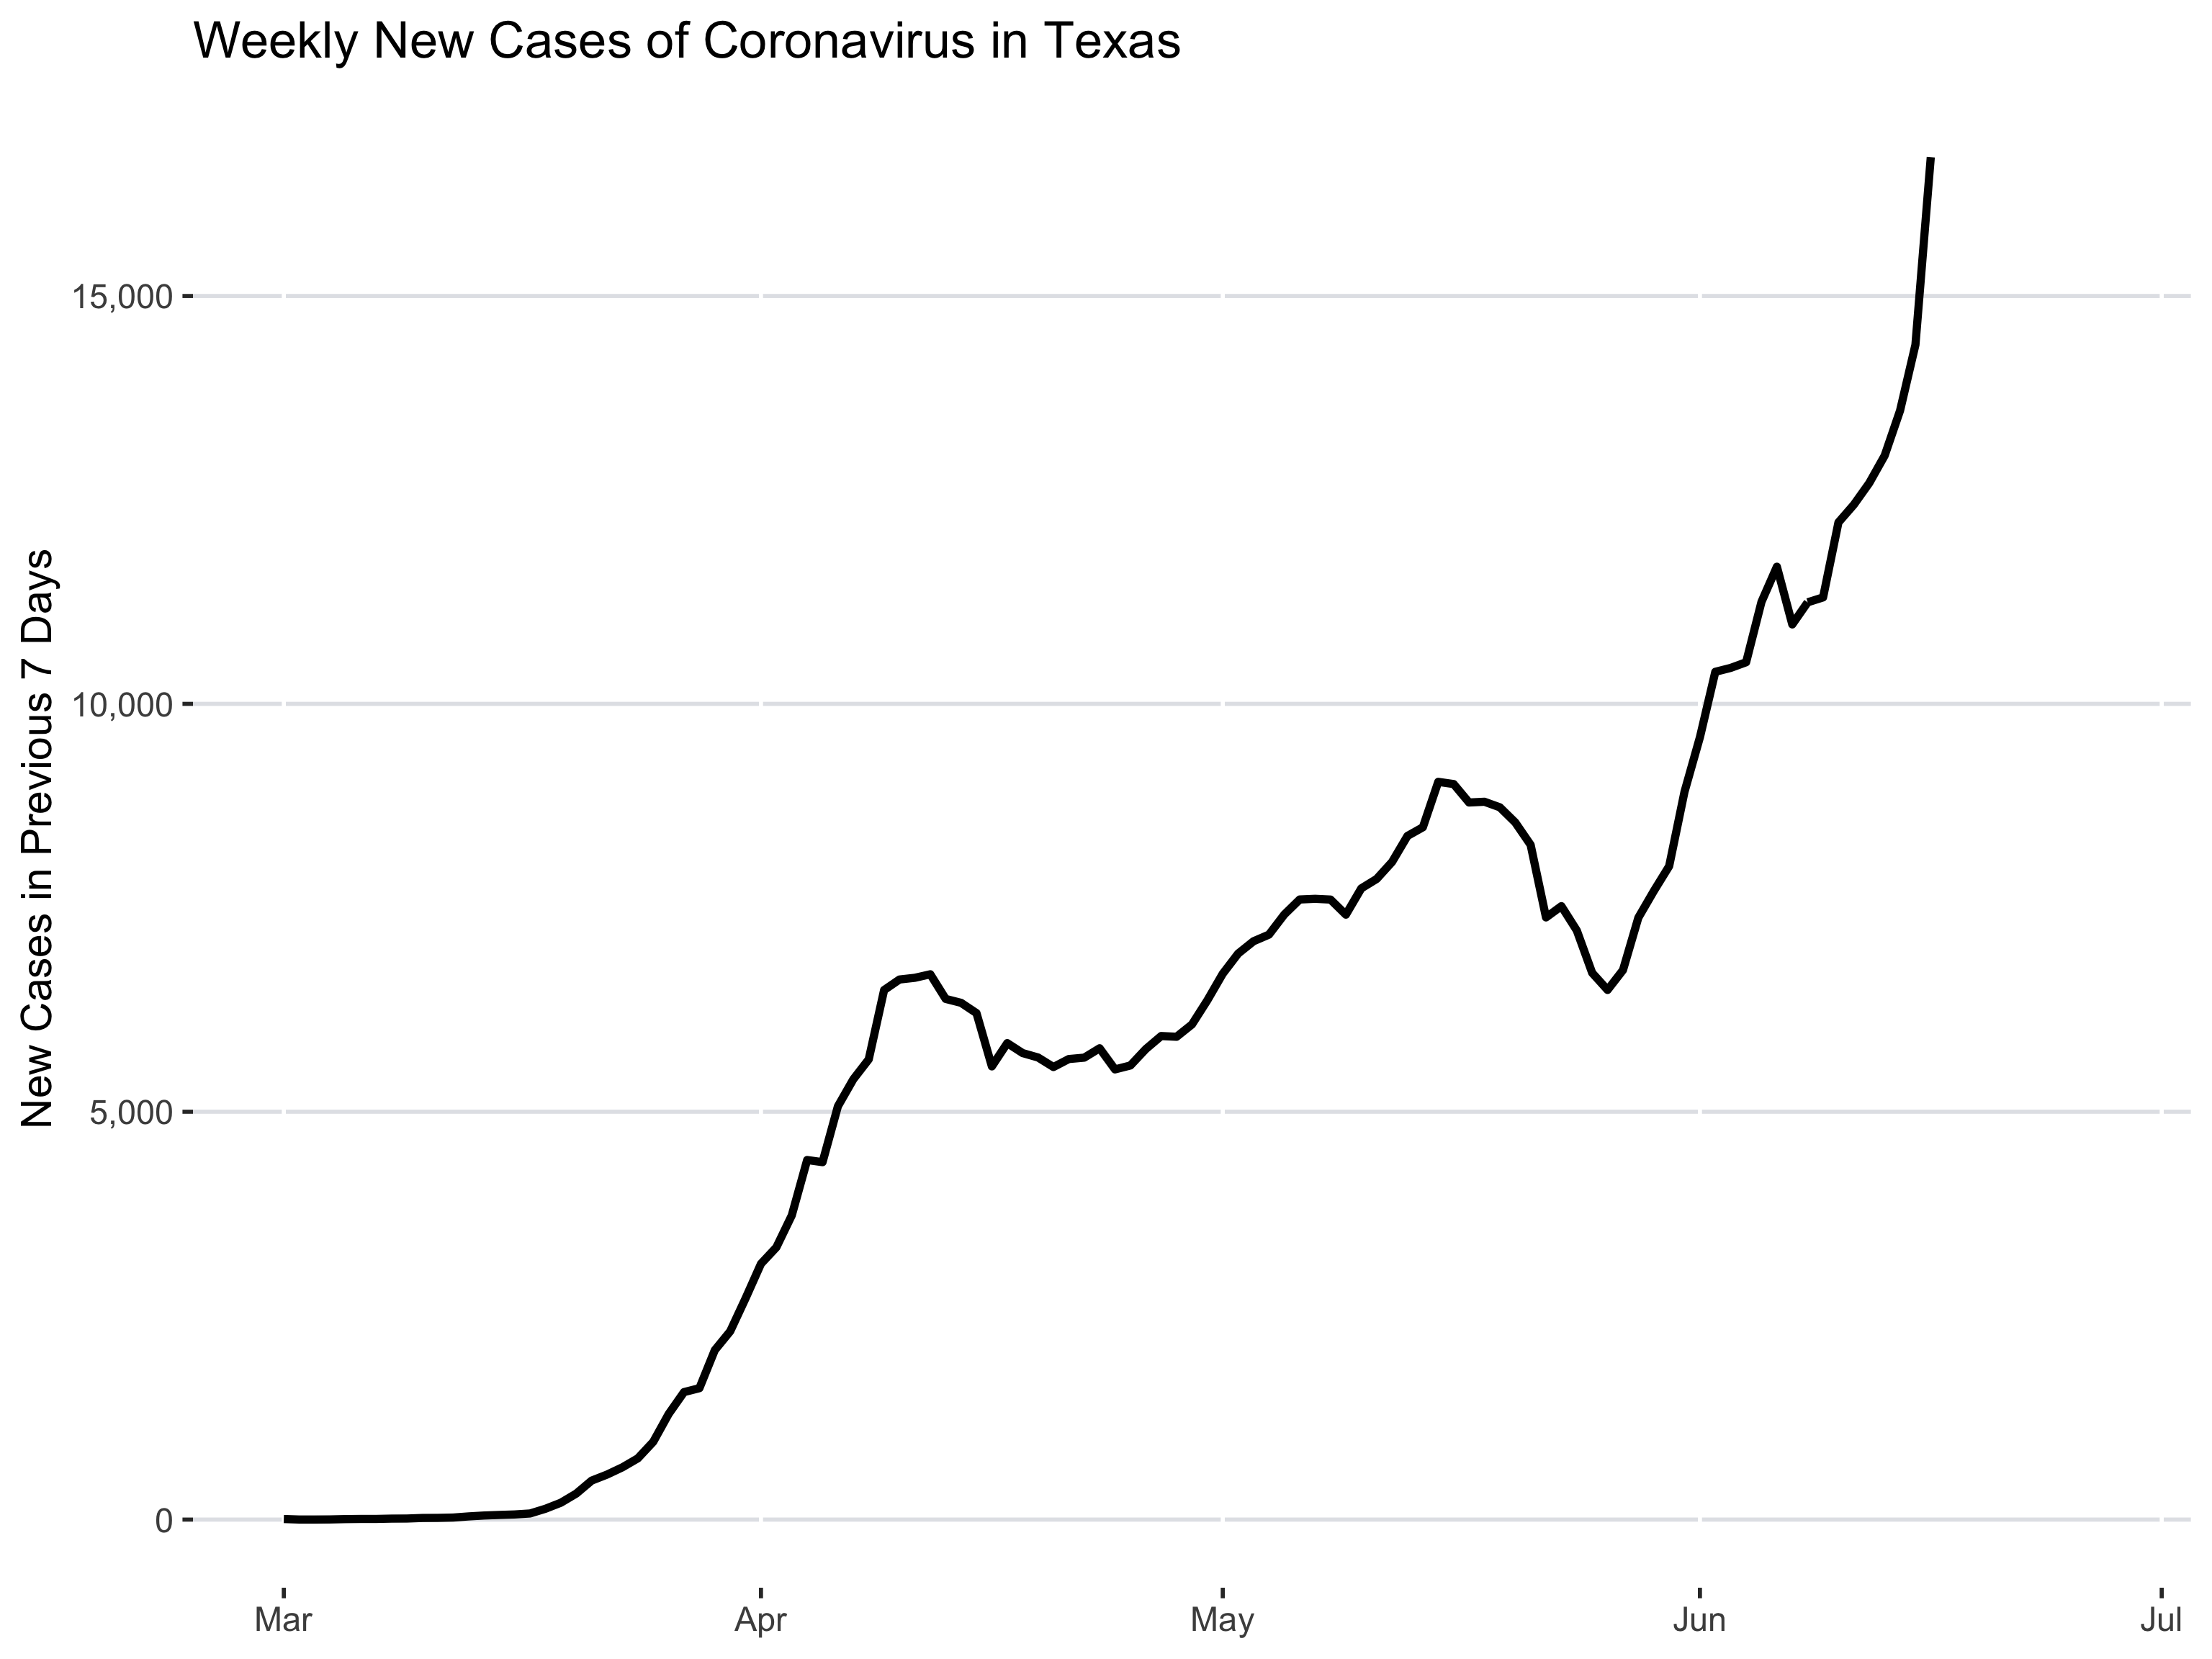 Weekly New Cases of Coronavirus in Texas
New Cases in Previous 7 Days
15,000
10,000
5,000
0
Mar
Apr
May
Jun
Jul